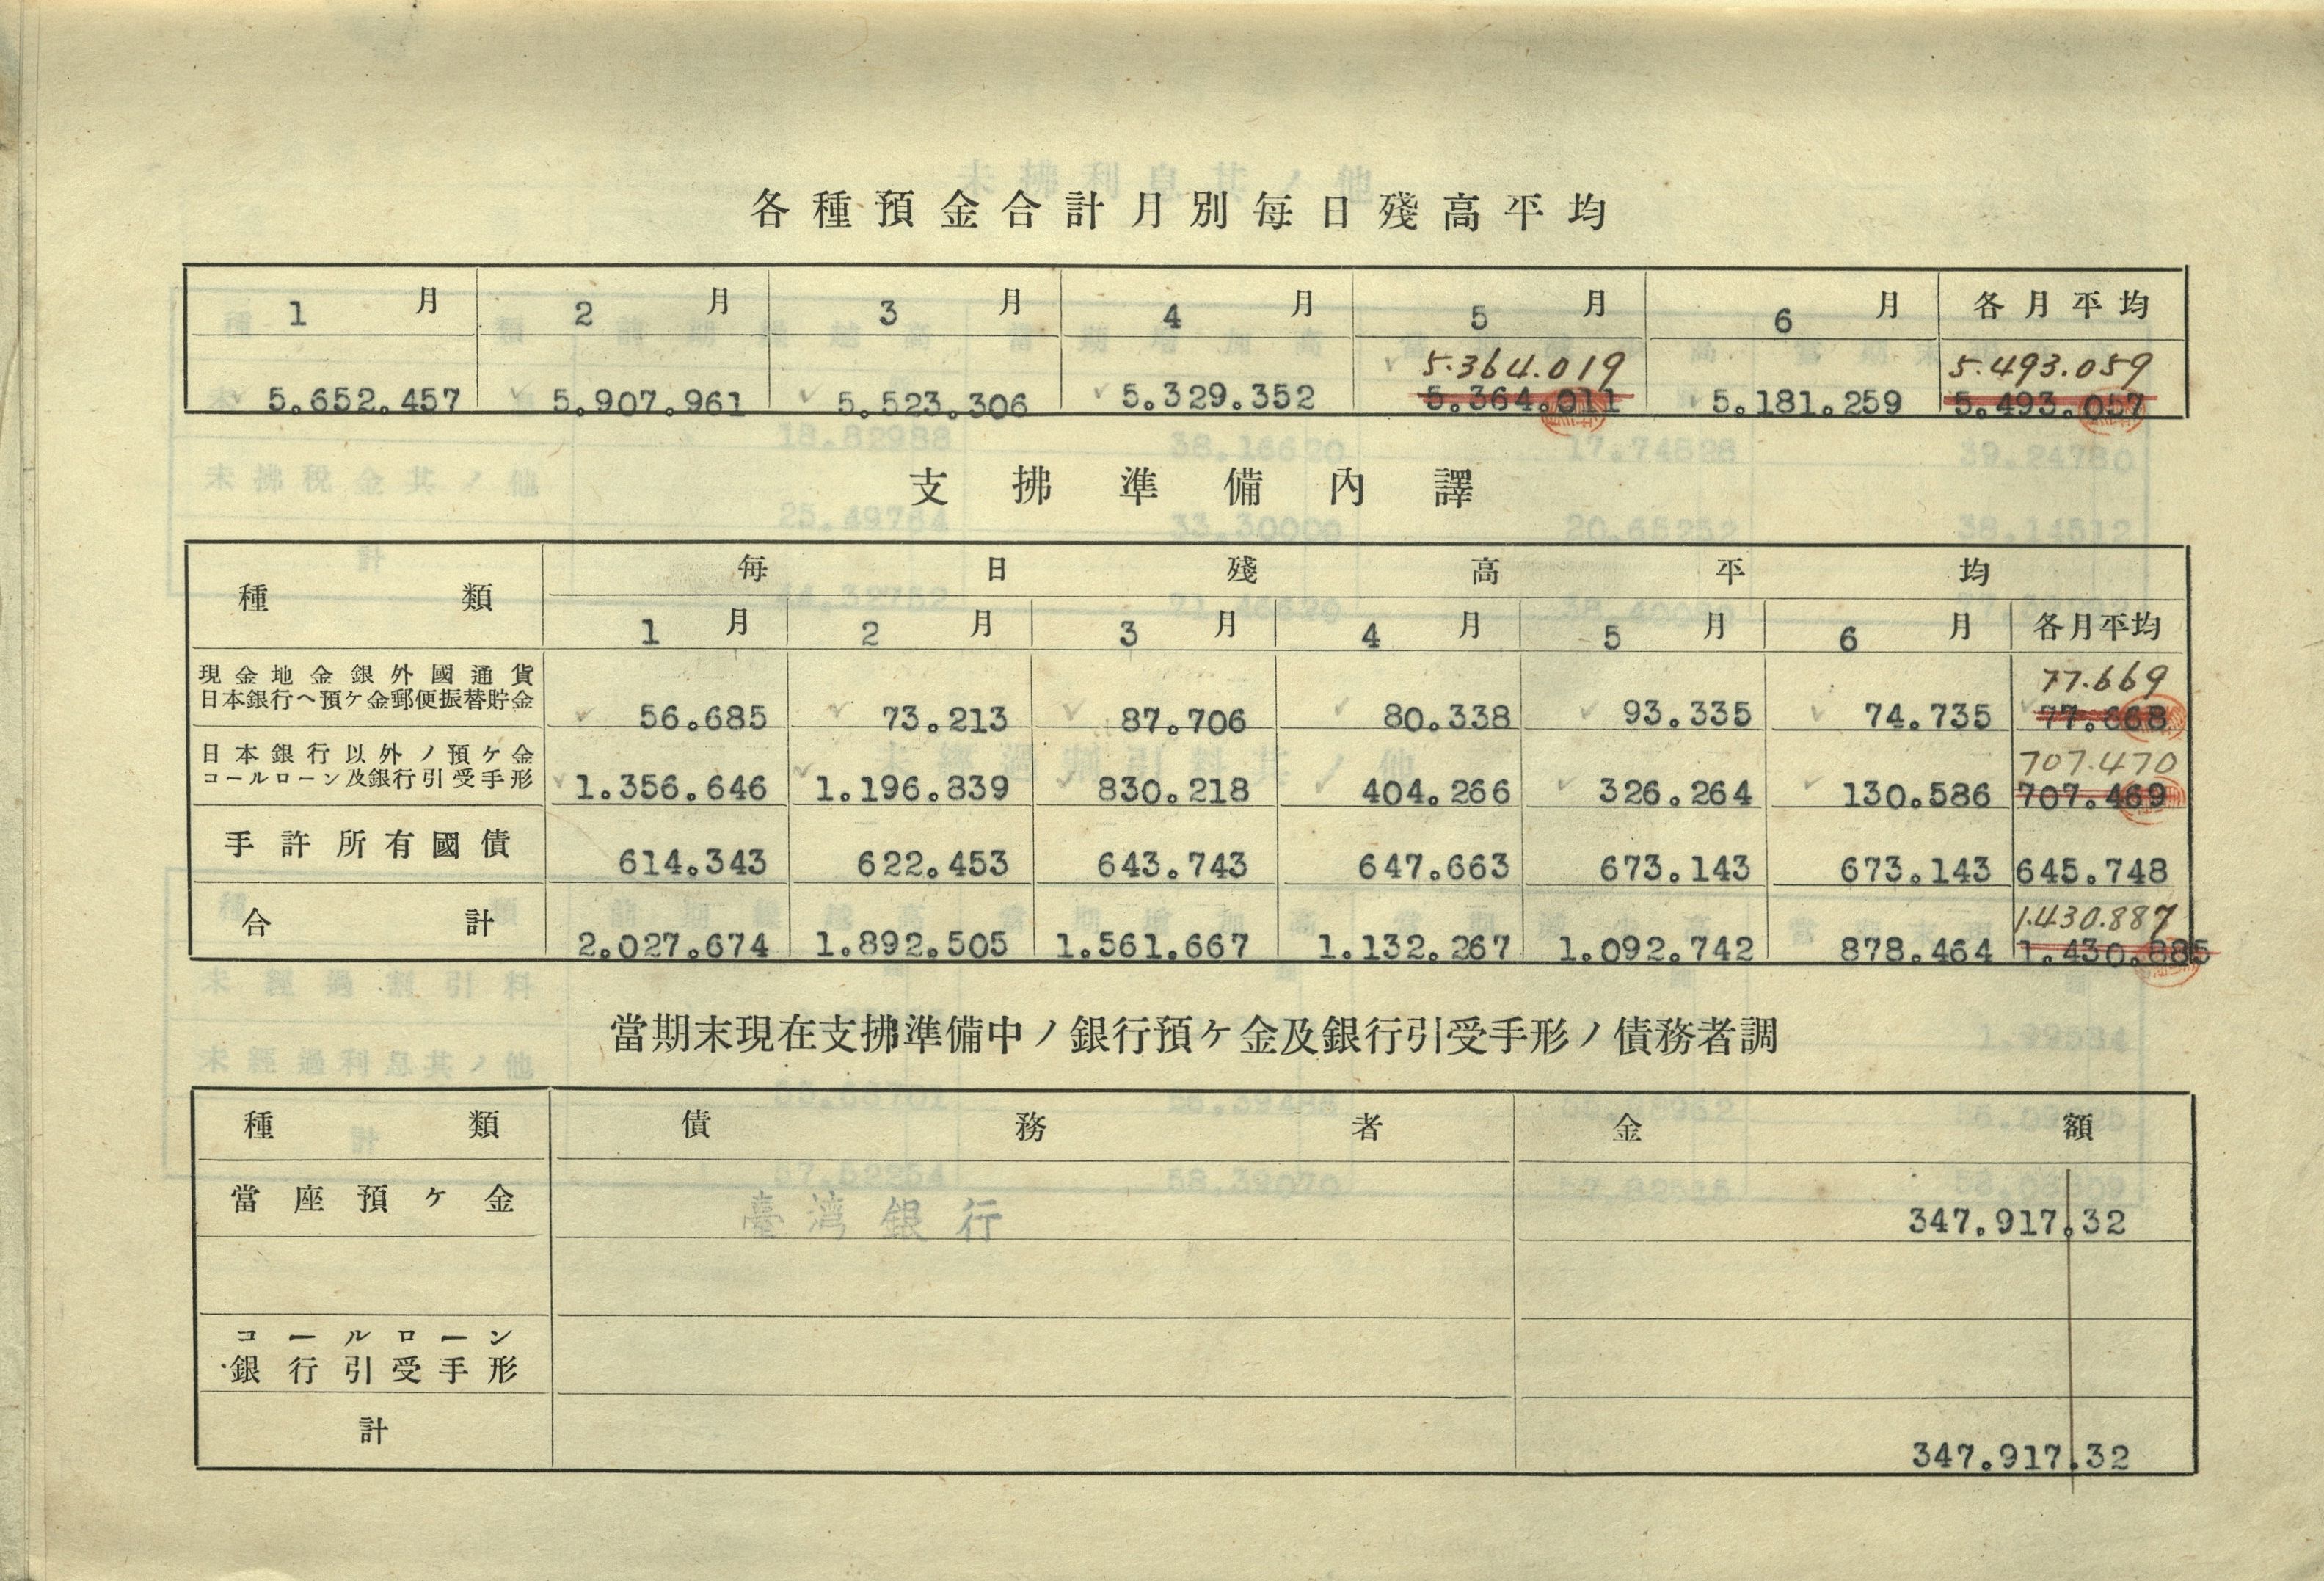 各種預金合計月別每日殘高平均
1月 2月 3月 4月 5月 6月 各月平均
5.364.019 5.493.059
5.652.457 5.907.961 5.523.306 5.329.352 5.364.011 5.181.259 5.493.057
支拂準備內譯
種類 每日殘高平均
1月 2月 3月 4月 5月 6月 各月平均
現金地金銀外國通貨 77.669
日本銀行ヘ預ケ金郵便振替貯金 56.685 73.213 87.706 80.338 93.335 74.735 77.668
日本銀行以外ノ預ケ金 707.470
コールローン及銀行引受手形 1.356.646 1.196.839 830.218 404.266 326.264 130.586 707.469
手許所有國債 614.343 622.453 643.743 647.663 673.143 673.143 645.748
1.430.887
合計 2.027.674 1.892.505 1.561.667 1.132.267 1.092.742 878.464 1.430.885
當期末現在支拂準備中ノ銀行預ケ金及銀行引受手形ノ債務者調
種類 債務者 金額
當座預ケ金 臺湾銀行 347.917.32
コールローン
銀行引受手形
計 347.917.32